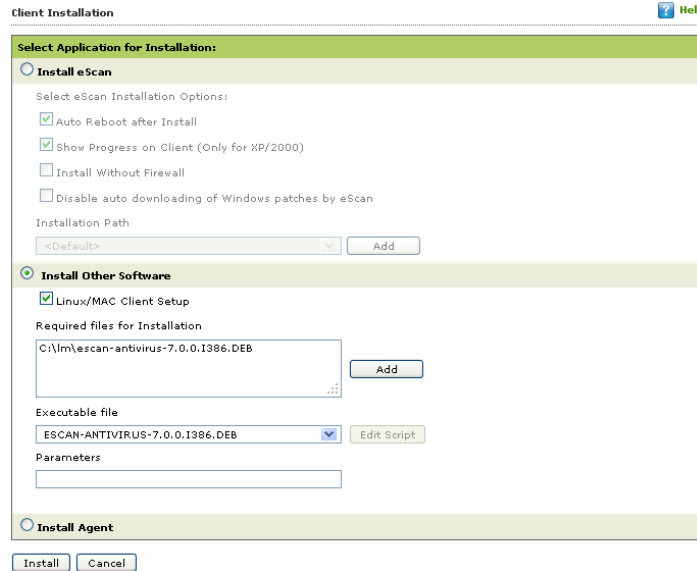 Client Installation
Select Application for Installation:
Install eScan
Select eScan Installation Options:
Auto Reboot after Install
Show Progress on Client (Only for XP/2000)
Install Without Firewall
Disable auto downloading of Windows patches by eScan
Installation Path
<Default> Add
Install Other Software
Linux/MAC Client Setup
Required files for Installation
C:\lm\escan-antivirus-7.0.0.I386.DEB
Add
Executable file
ESCAN-ANTIVIRUS-7.0.0.I386.DEB Edit Script
Parameters
Install Agent
Install Cancel